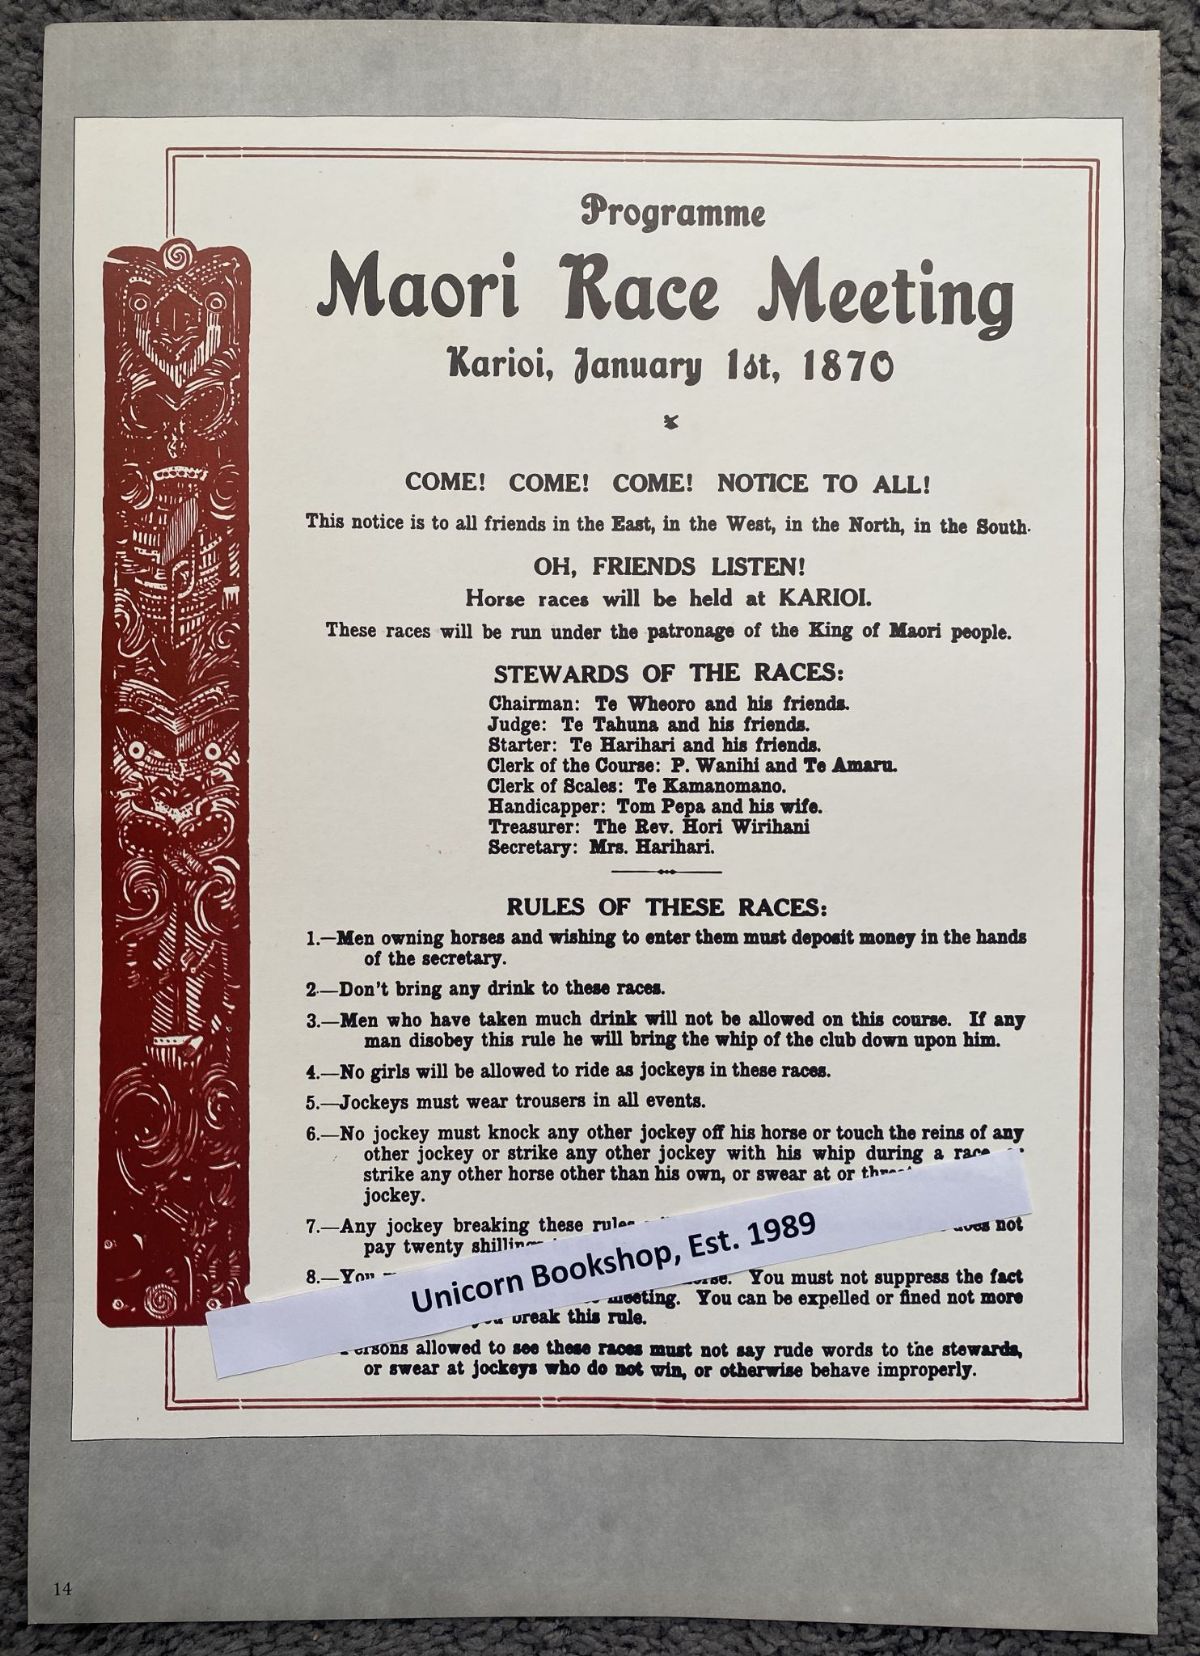 Programme
Maori Race Meeting
Karioi, January 1st, 1870
COME! COME! COME! NOTICE TO ALL!
This notice is to all friends in the East, in the West, in the North, in the South.
OH, FRIENDS LISTEN!
Horse races will be held at KARIOI.
These races will be run under the patronage of the King of Maori people.
STEWARDS OF THE RACES:
Chairman: Te Wheoro and his friends.
Judge: Te Tahuna and his friends.
Starter: Te Harihari and his friends.
Clerk of the Course: P. Wanihi and Te Amaru.
Clerk of Scales: Te Kamanomano.
Handicapper: Tom Pepa and his wife.
Treasurer: The Rev. Hori Wirihani
Secretary: Mrs. Harihari.
RULES OF THESE RACES:
1.—Men owning horses and wishing to enter them must deposit money in the hands
of the secretary.
2.—Don't bring any drink to these races.
3.—Men who have taken much drink will not be allowed on this course. If any
man disobey this rule he will bring the whip of the club down upon him.
4.—No girls will be allowed to ride as jockeys in these races.
5.—Jockeys must wear trousers in all events.
6.—No jockey must knock any other jockey off his horse or touch the reins of any
other jockey or strike any other jockey with his whip during a race
strike any other horse other than his own, or swear at or
jockey.
7.—Any jockey breaking these rules does not
pay twenty
8.—You You must not suppress the fact
meeting. You can be expelled or fined not more
break this rule.
allowed to see these races must not say rude words to the stewards,
or swear at jockeys who do not win, or otherwise behave improperly.
Unicorn Bookshop, Est. 1989
14